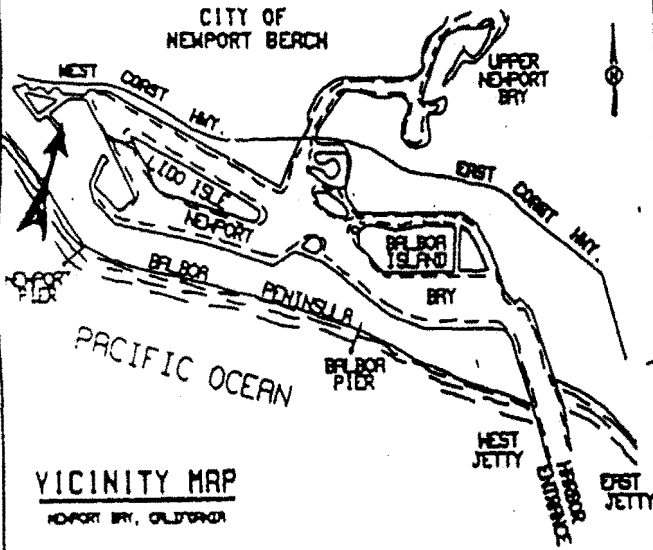 CITY OF
NEWPORT BEACH
WEST COAST HWY.
UPPER
NEWPORT
BAY
N
EAST COAST HWY.
LIDO ISLE
NEWPORT
BALBOA
ISLAND
BAY
NEWPORT
PIER
BALBOA PENINSULA
BALBOA
PIER
PACIFIC OCEAN
WEST
JETTY
HARBOR
ENTRANCE
EAST
JETTY
VICINITY MAP
NEWPORT BAY, CALIFORNIA